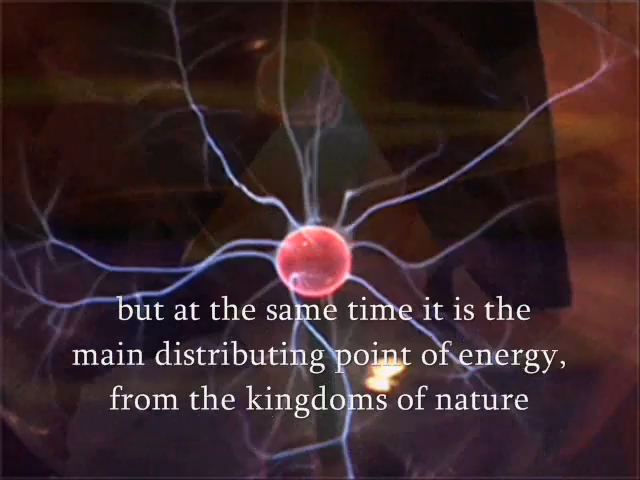 but at the same time it is the
main distributing point of energy,
from the kingdoms of nature